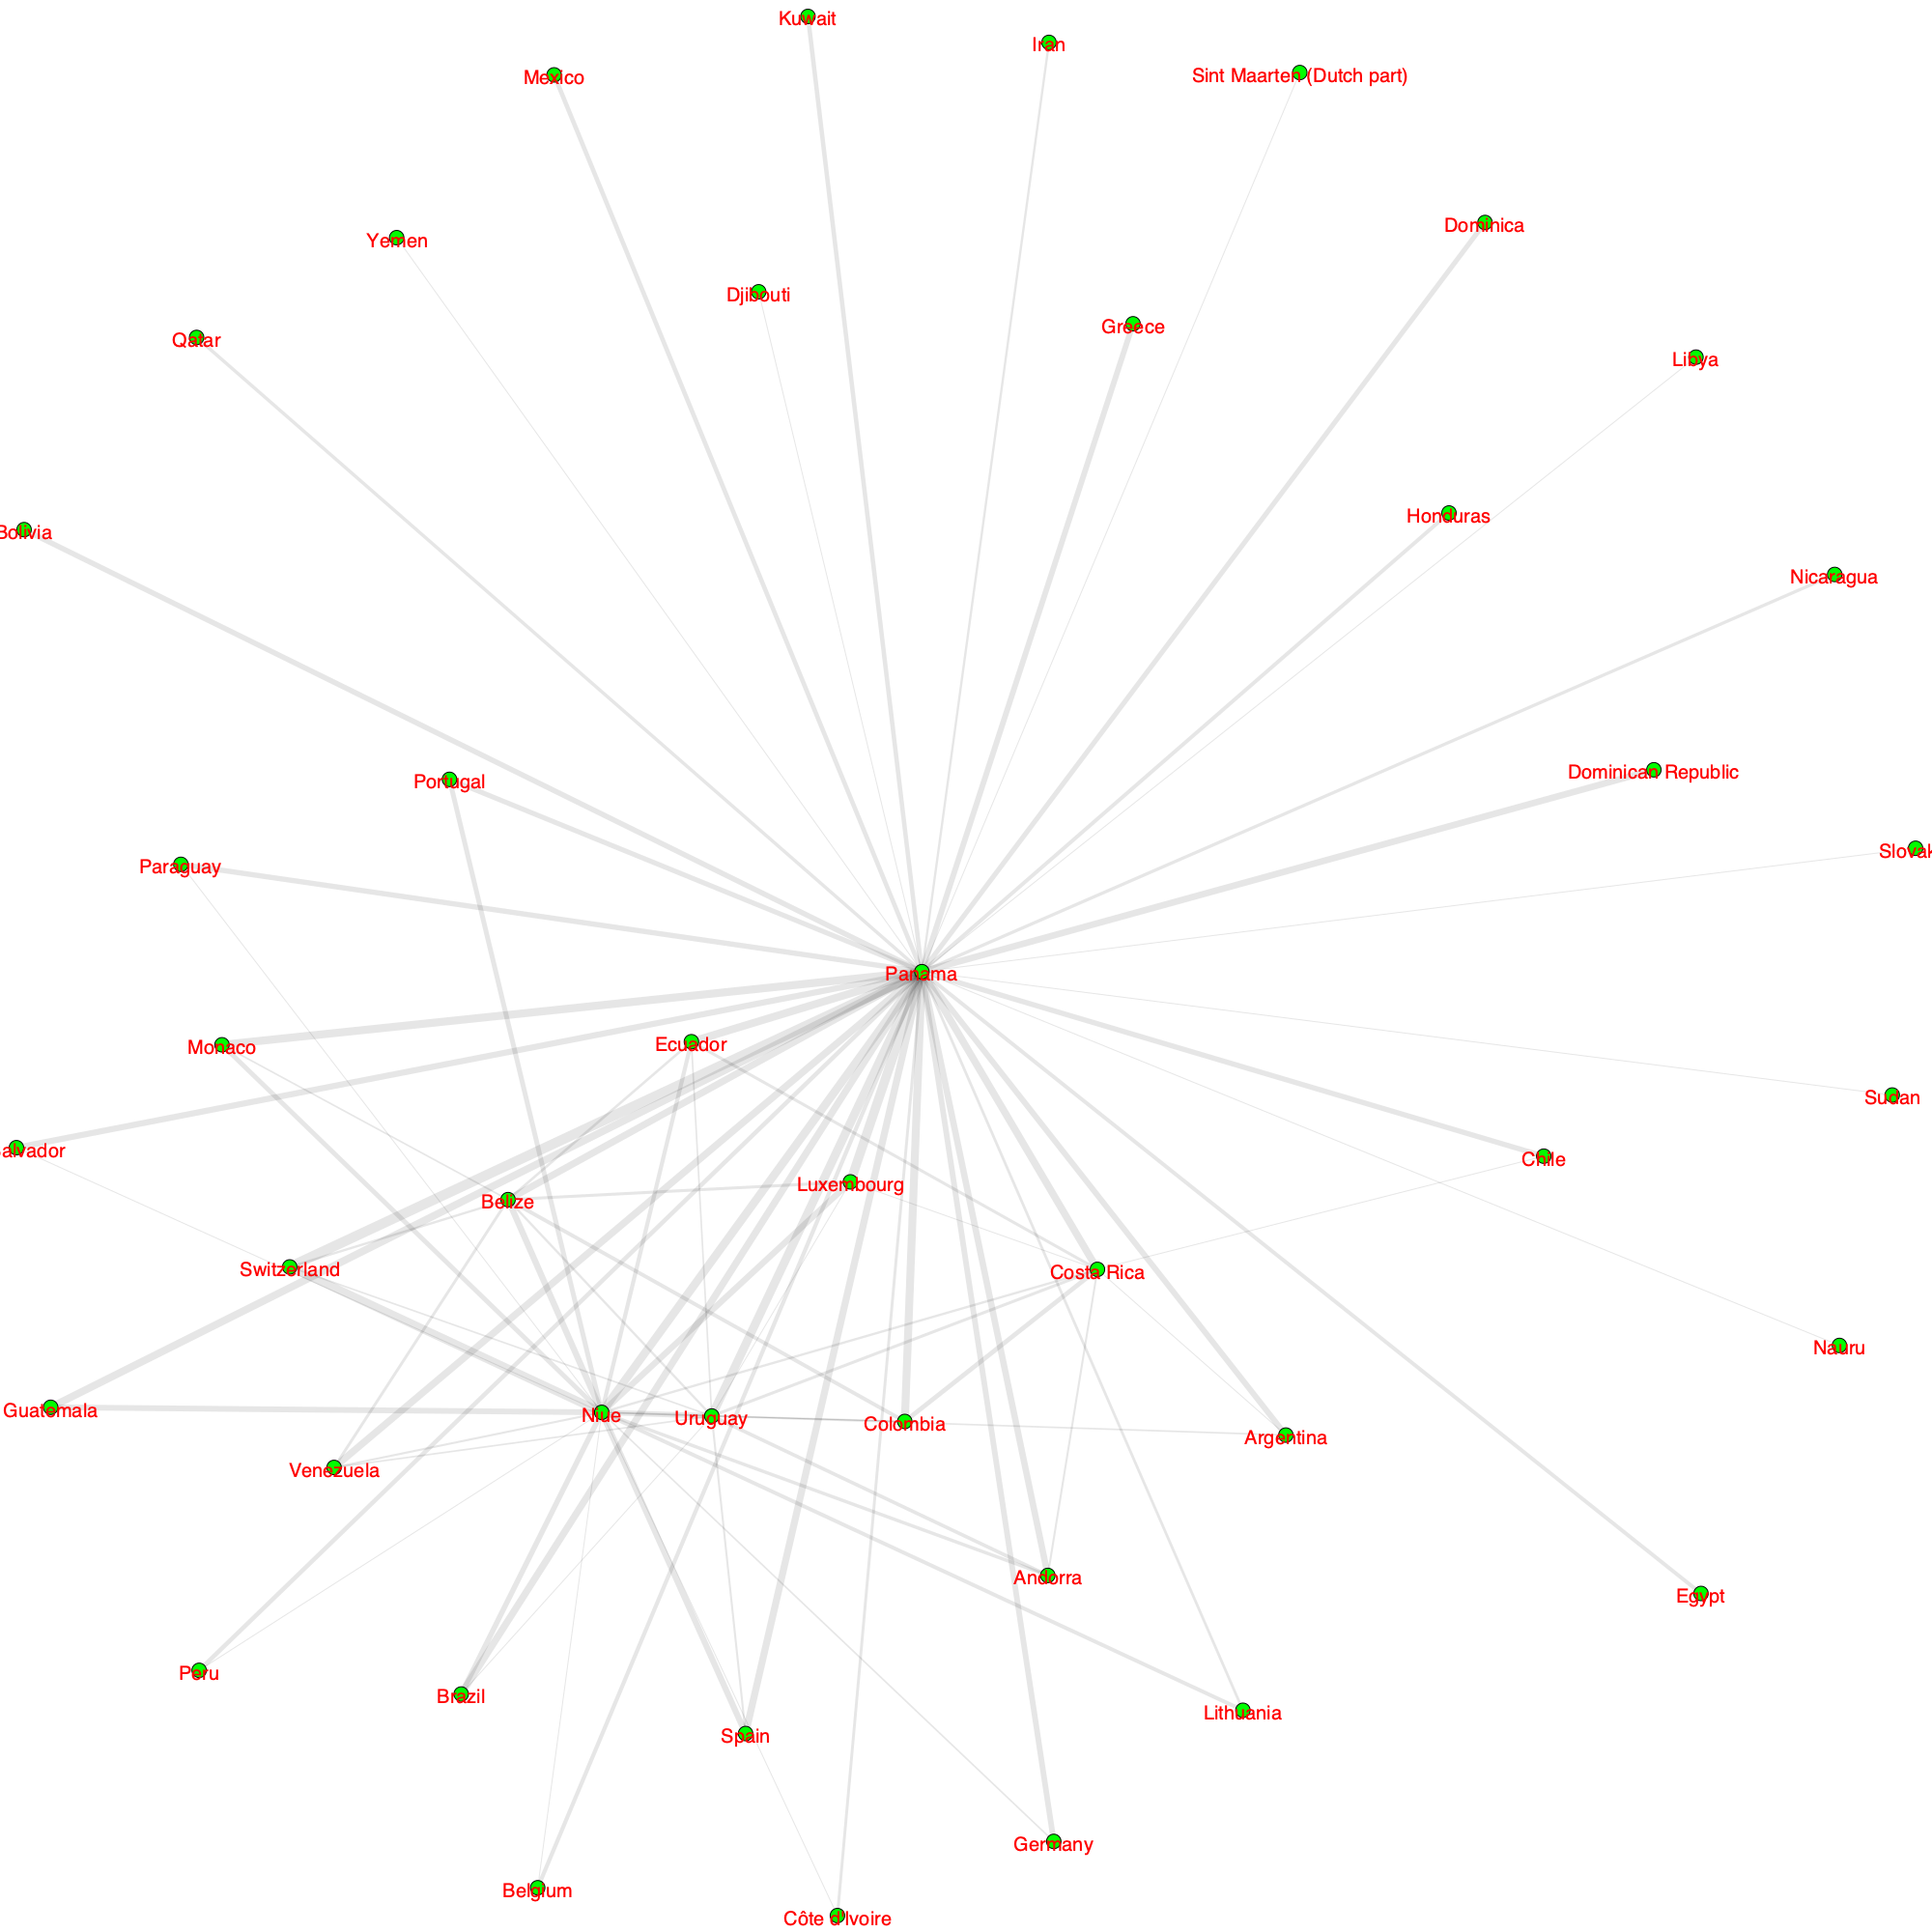 Kuwait
Iran
Mexico
Sint Maarten (Dutch part)
Dominica
Yemen
Djibouti
Greece
Qatar
Libya
Honduras
Bolivia
Nicaragua
Dominican Republic
Portugal
Slovak
Paraguay
Panama
Monaco
Ecuador
Sudan
alvador
Chile
Luxembourg
Belize
Switzerland
Costa Rica
Nauru
Guatemala
Niue
Uruguay
Colombia
Argentina
Venezuela
Andorra
Egypt
Peru
Brazil
Lithuania
Spain
Germany
Belgium
Côte d'Ivoire